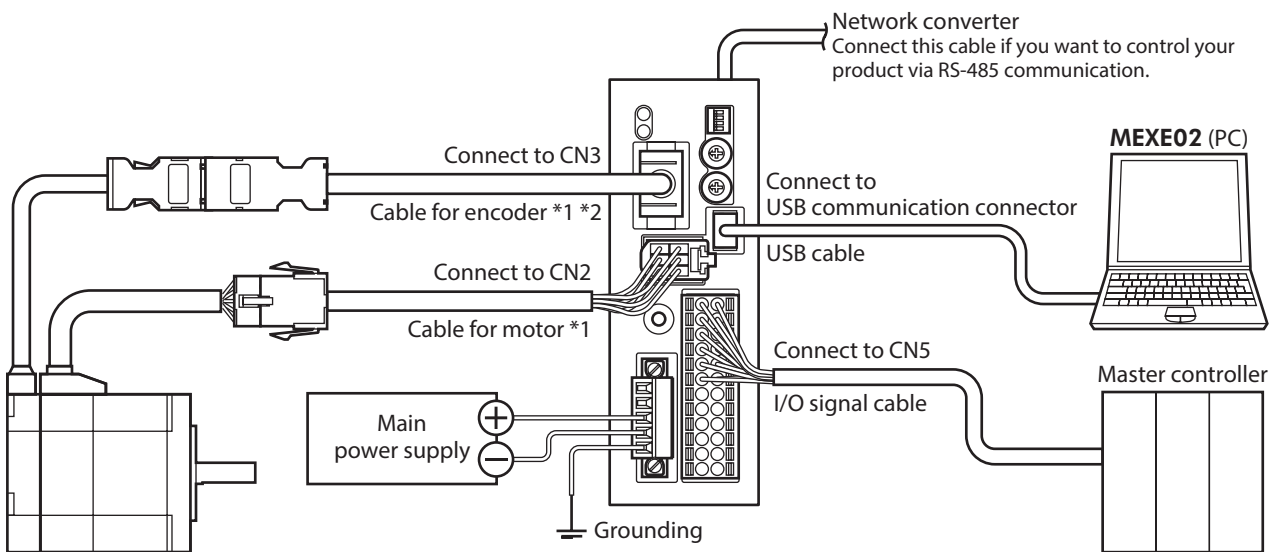 Network converter
Connect this cable if you want to control your
product via RS-485 communication.
MEXE02 (PC)
Connect to CN3
Cable for encoder *1 *2
Connect to
USB communication connector
USB cable
Connect to CN2
Cable for motor *1
Connect to CN5
I/O signal cable
Master controller
Main
power supply
+
−
Grounding